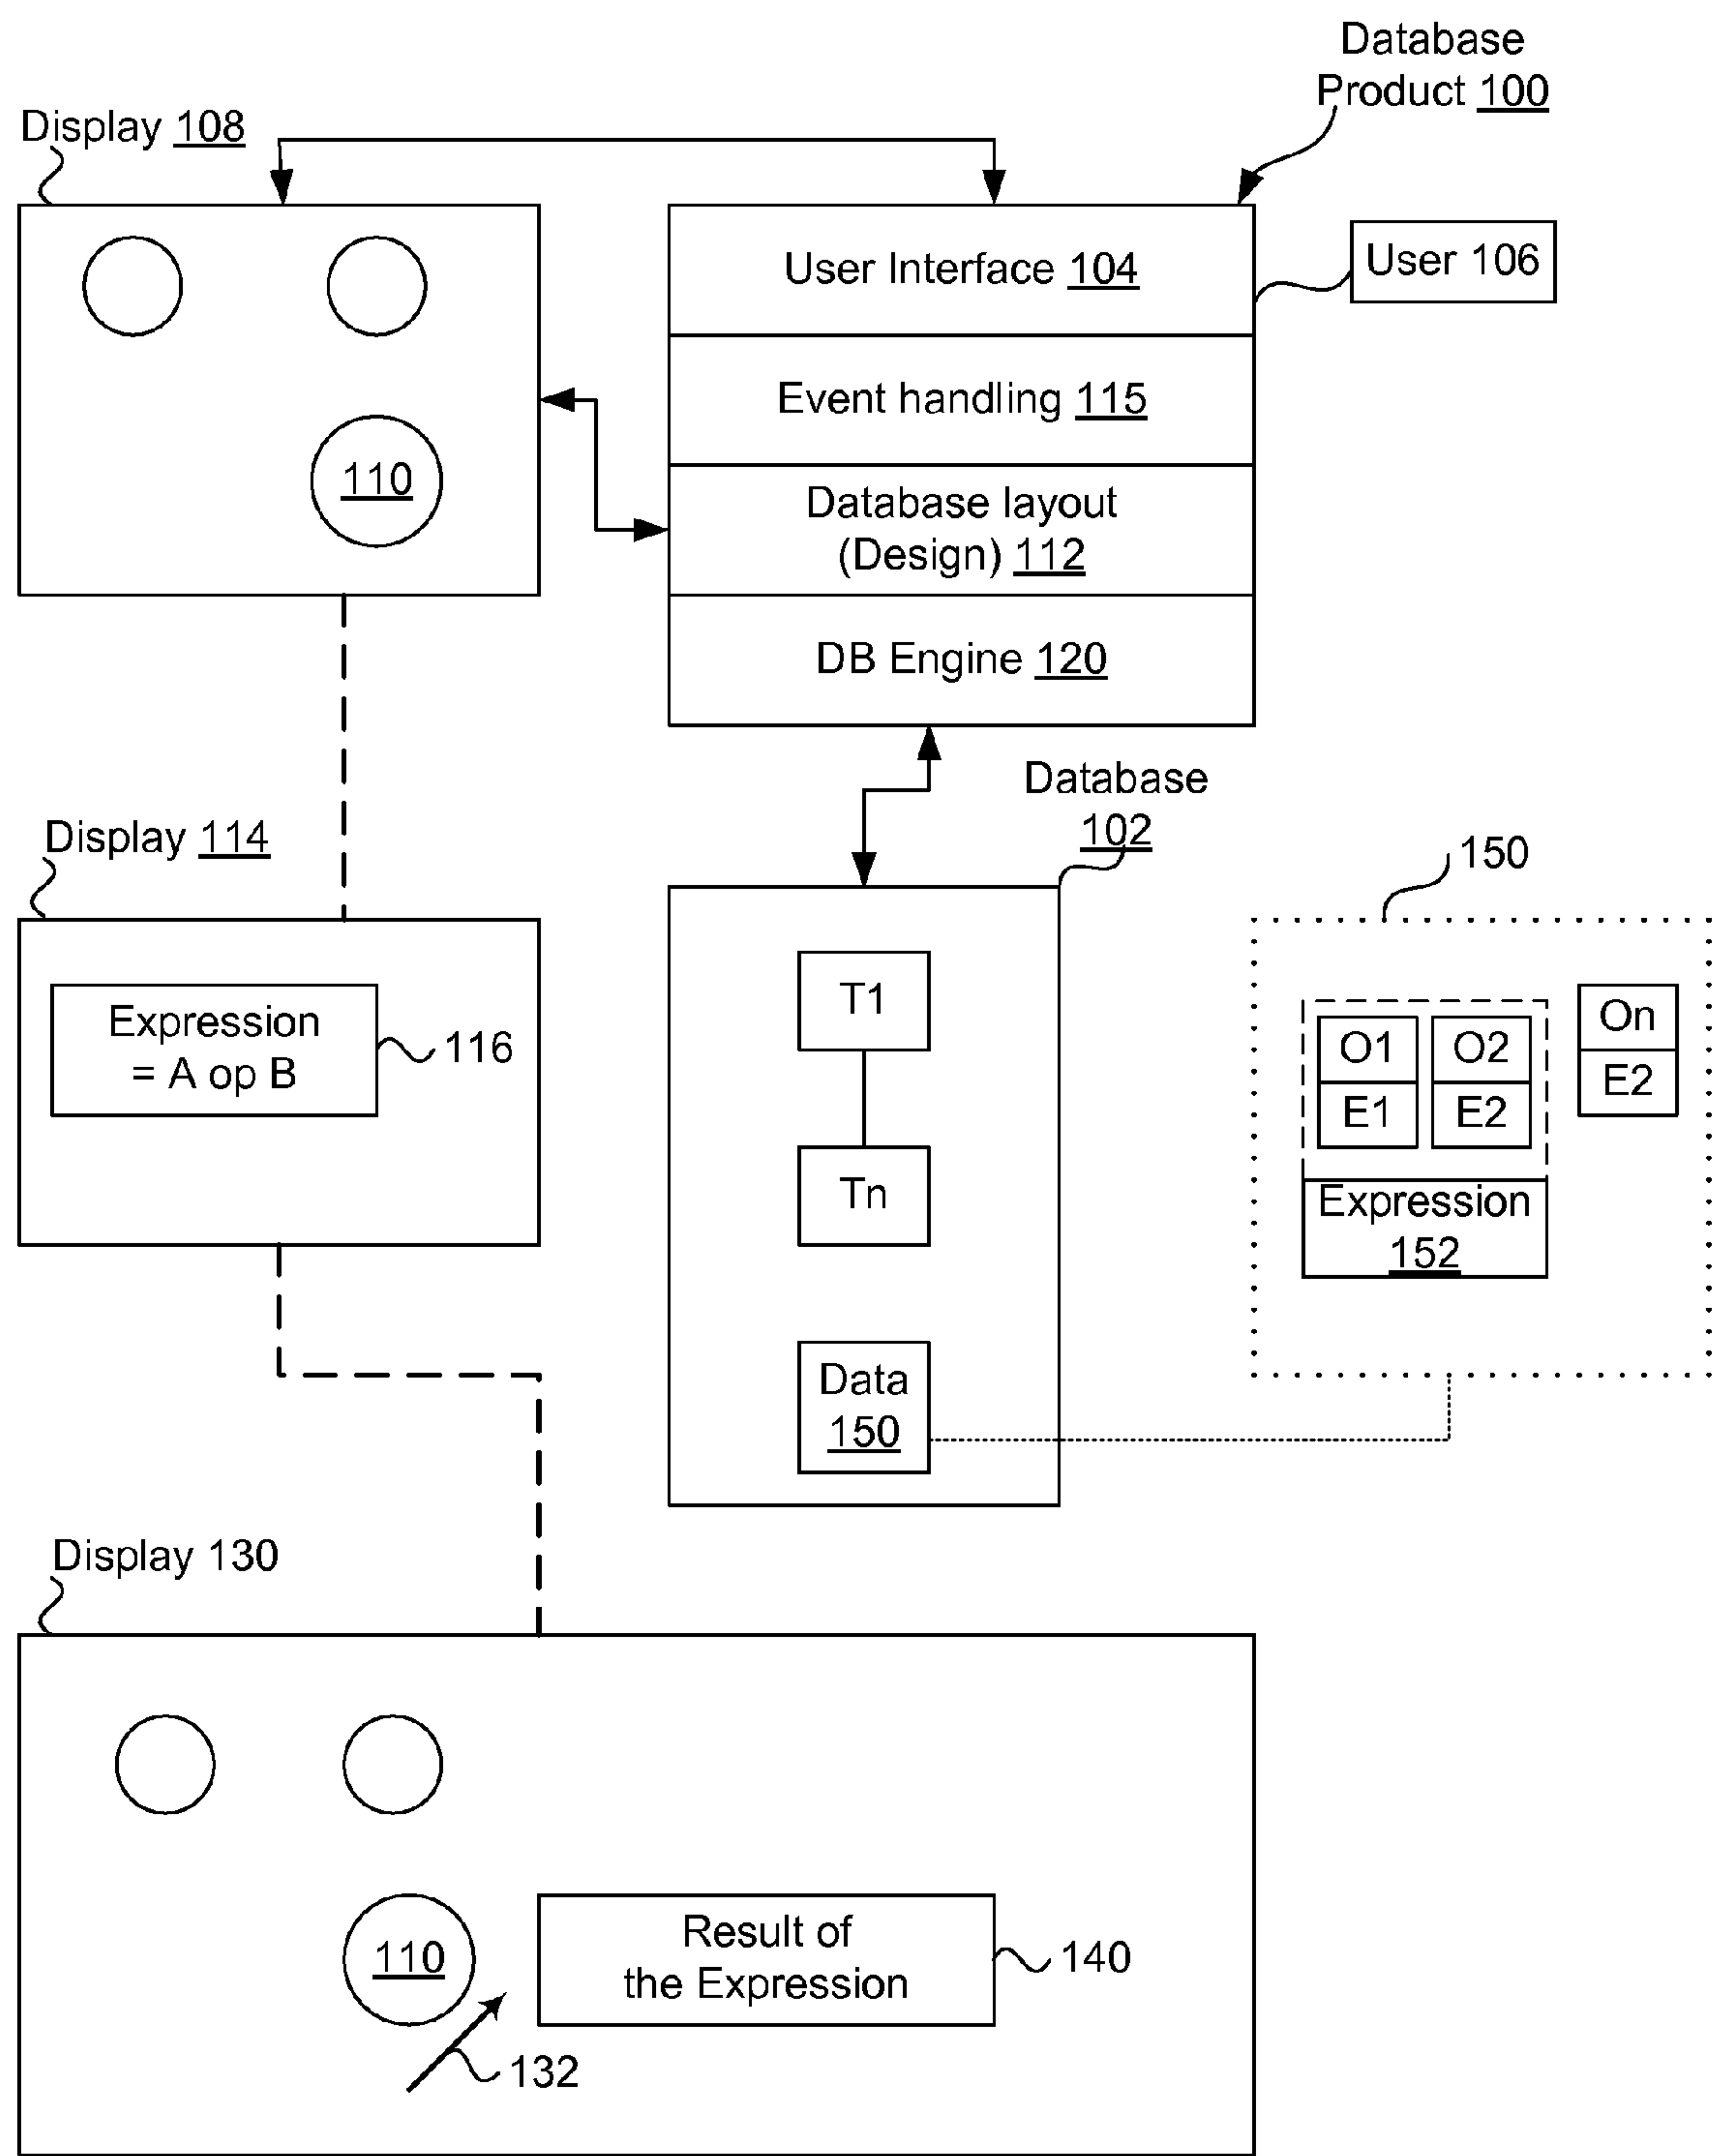 Database
Product 100
Display 108
User Interface 104
User 106
Event handling 115
110
Database layout
(Design) 112
DB Engine 120
Database
102
Display 114
150
Expression
= A op B
116
T1
Tn
O1
O2
On
E1
E2
E2
Expression
152
Data
150
Display 130
110
Result of
the Expression
140
132